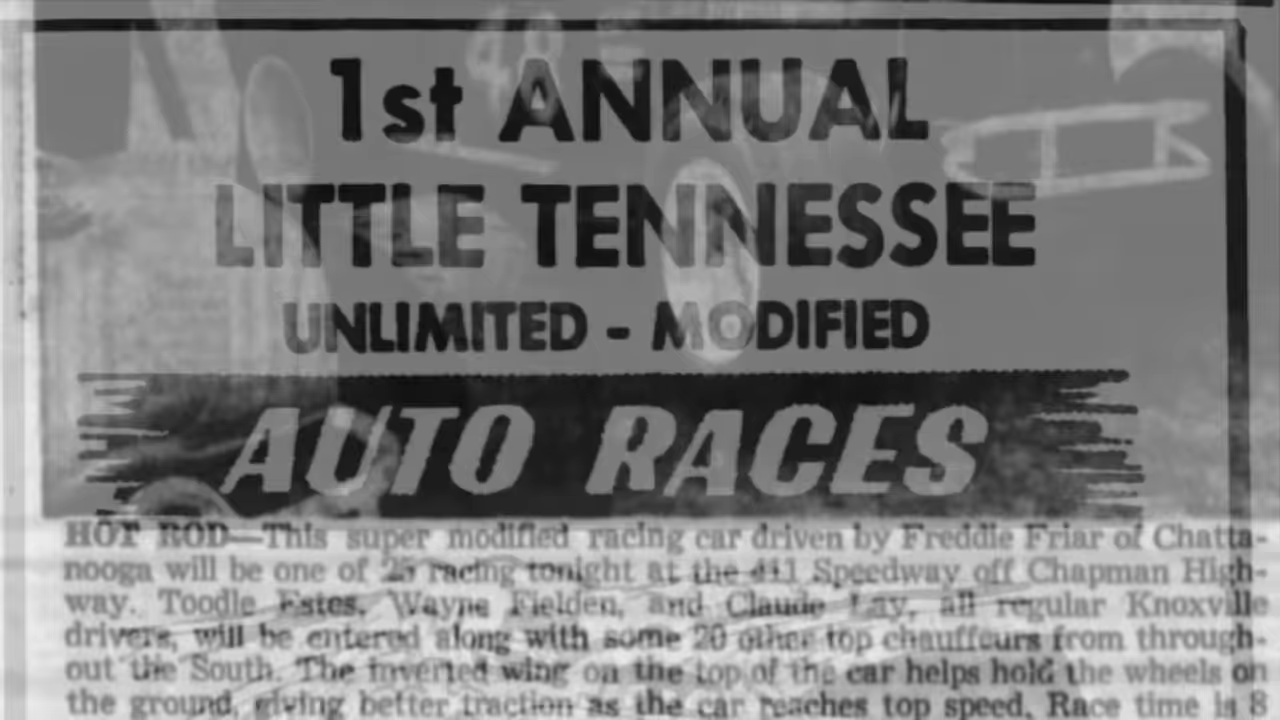 1st ANNUAL
LITTLE TENNESSEE
UNLIMITED - MODIFIED
AUTO RACES
HOT ROD—This super modified racing car driven by Freddie Friar of Chatta-
nooga will be one of 25 racing tonight at the 411 Speedway off Chapman High-
way. Toodle Estes, Wayne Fielden, and Claude Lay, all regular Knoxville
drivers, will be entered along with some 20 other top chauffeurs from through-
out the South. The inverted wing on the top of the car helps hold the wheels on
the ground, giving better traction as the car reaches top speed. Race time is 8